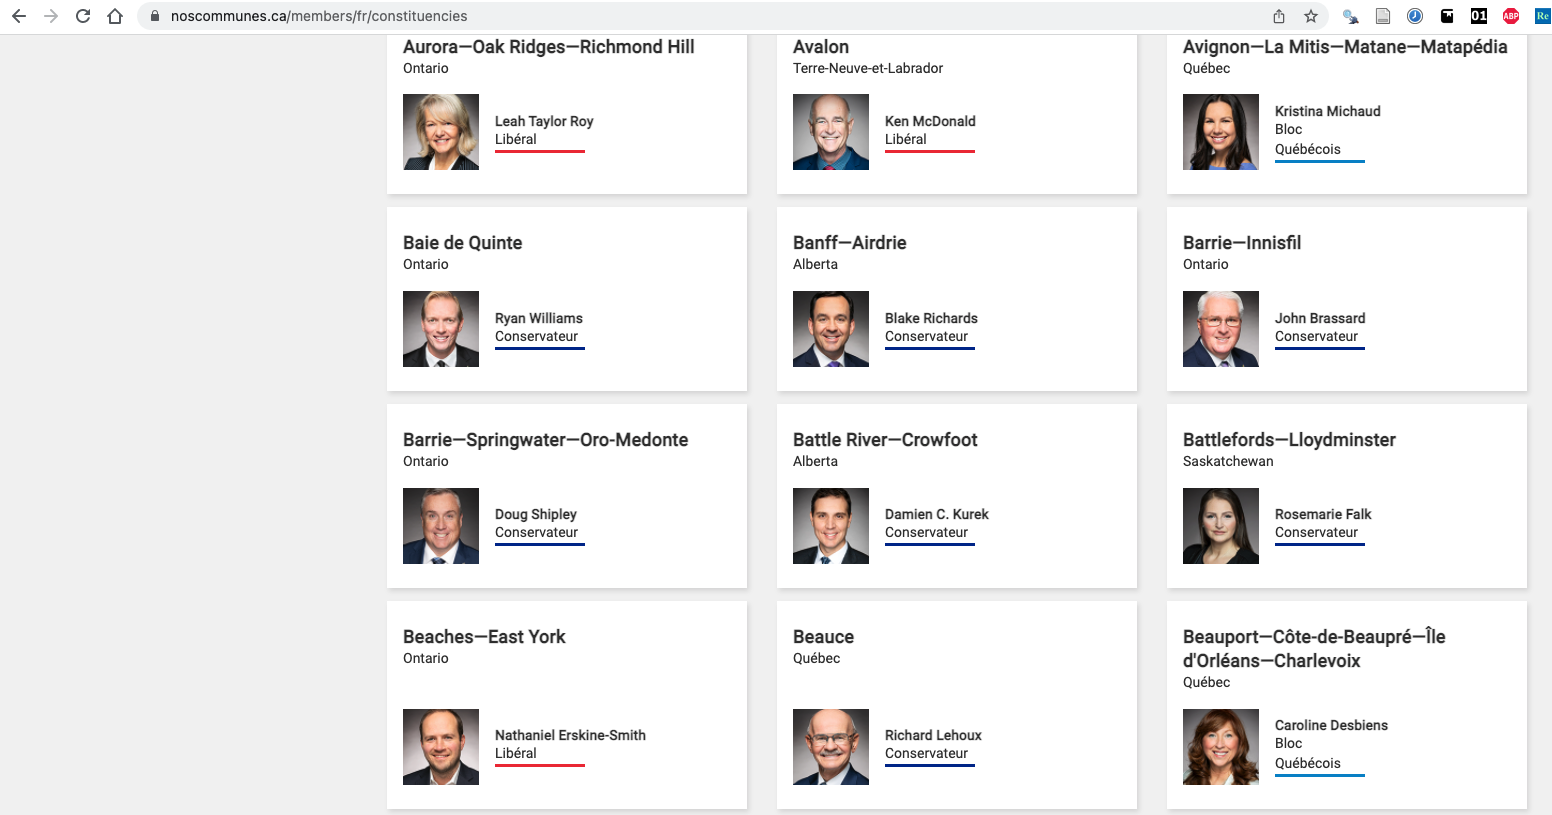 noscommunes.ca/members/fr/constituencies
01
ABP
Re
Aurora—Oak Ridges—Richmond Hill
Ontario
Leah Taylor Roy
Libéral
Avalon
Terre-Neuve-et-Labrador
Ken McDonald
Libéral
Avignon—La Mitis—Matane—Matapédia
Québec
Kristina Michaud
Bloc
Québécois
Baie de Quinte
Ontario
Ryan Williams
Conservateur
Banff—Airdrie
Alberta
Blake Richards
Conservateur
Barrie—Innisfil
Ontario
John Brassard
Conservateur
Barrie—Springwater—Oro-Medonte
Ontario
Doug Shipley
Conservateur
Battle River—Crowfoot
Alberta
Damien C. Kurek
Conservateur
Battlefords—Lloydminster
Saskatchewan
Rosemarie Falk
Conservateur
Beaches—East York
Ontario
Nathaniel Erskine-Smith
Libéral
Beauce
Québec
Richard Lehoux
Conservateur
Beauport—Côte-de-Beaupré—Île
d'Orléans—Charlevoix
Québec
Caroline Desbiens
Bloc
Québécois